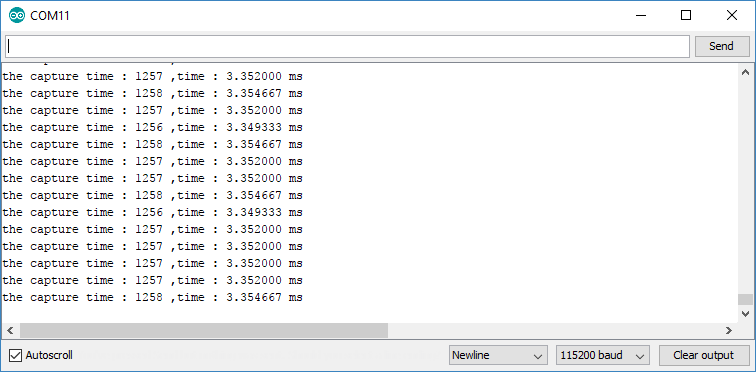 COM11
Send
the capture time : 1257 ,time : 3.352000 ms
the capture time : 1258 ,time : 3.354667 ms
the capture time : 1257 ,time : 3.352000 ms
the capture time : 1256 ,time : 3.349333 ms
the capture time : 1258 ,time : 3.354667 ms
the capture time : 1257 ,time : 3.352000 ms
the capture time : 1257 ,time : 3.352000 ms
the capture time : 1258 ,time : 3.354667 ms
the capture time : 1256 ,time : 3.349333 ms
the capture time : 1257 ,time : 3.352000 ms
the capture time : 1257 ,time : 3.352000 ms
the capture time : 1257 ,time : 3.352000 ms
the capture time : 1257 ,time : 3.352000 ms
the capture time : 1258 ,time : 3.354667 ms
Autoscroll Newline 115200 baud Clear output